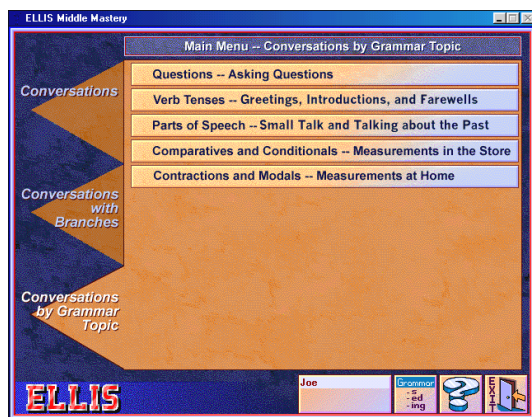 ELLIS Middle Mastery
Main Menu -- Conversations by Grammar Topic
Conversations
Conversations
with
Branches
Conversations
by Grammar
Topic
Questions -- Asking Questions
Verb Tenses -- Greetings, Introductions, and Farewells
Parts of Speech -- Small Talk and Talking about the Past
Comparatives and Conditionals -- Measurements in the Store
Contractions and Modals -- Measurements at Home
ELLIS
Joe
Grammar
- s
- ed
- ing
?
EXIT